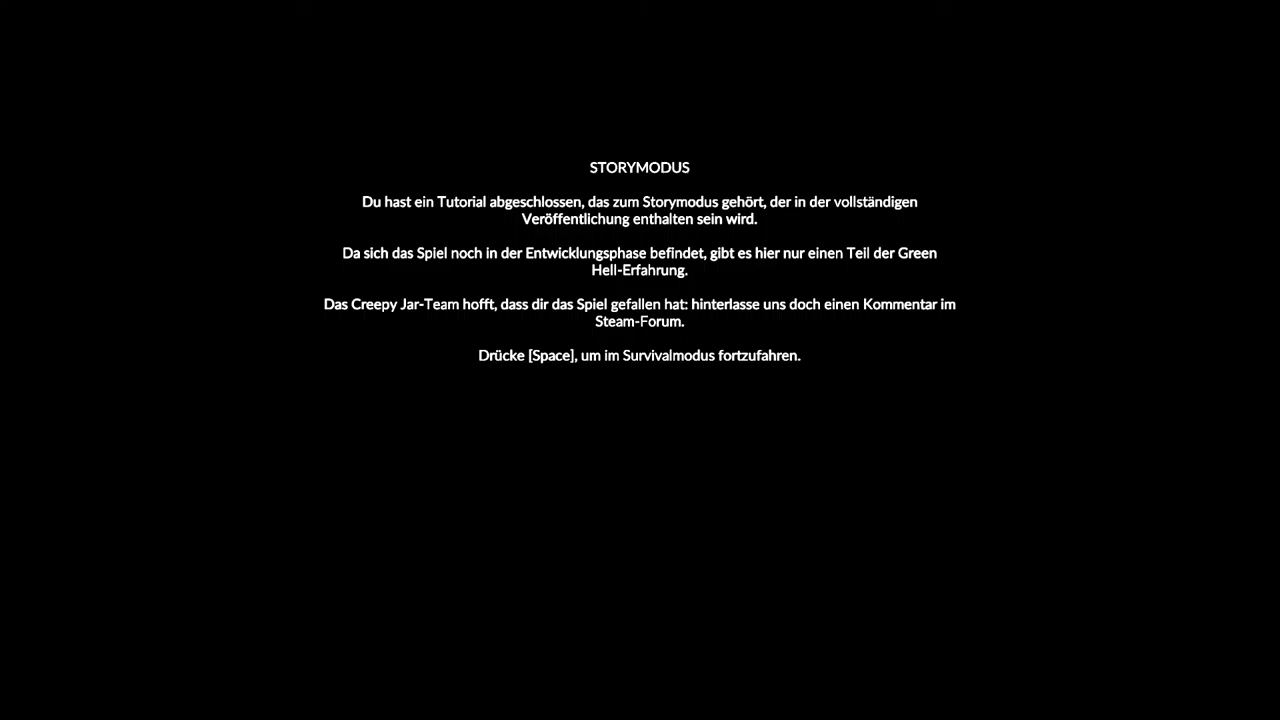 STORYMODUS
Du hast ein Tutorial abgeschlossen, das zum Storymodus gehört, der in der vollständigen
Veröffentlichung enthalten sein wird.
Da sich das Spiel noch in der Entwicklungsphase befindet, gibt es hier nur einen Teil der Green
Hell-Erfahrung.
Das Creepy Jar-Team hofft, dass dir das Spiel gefallen hat: hinterlasse uns doch einen Kommentar im
Steam-Forum.
Drücke [Space], um im Survivalmodus fortzufahren.